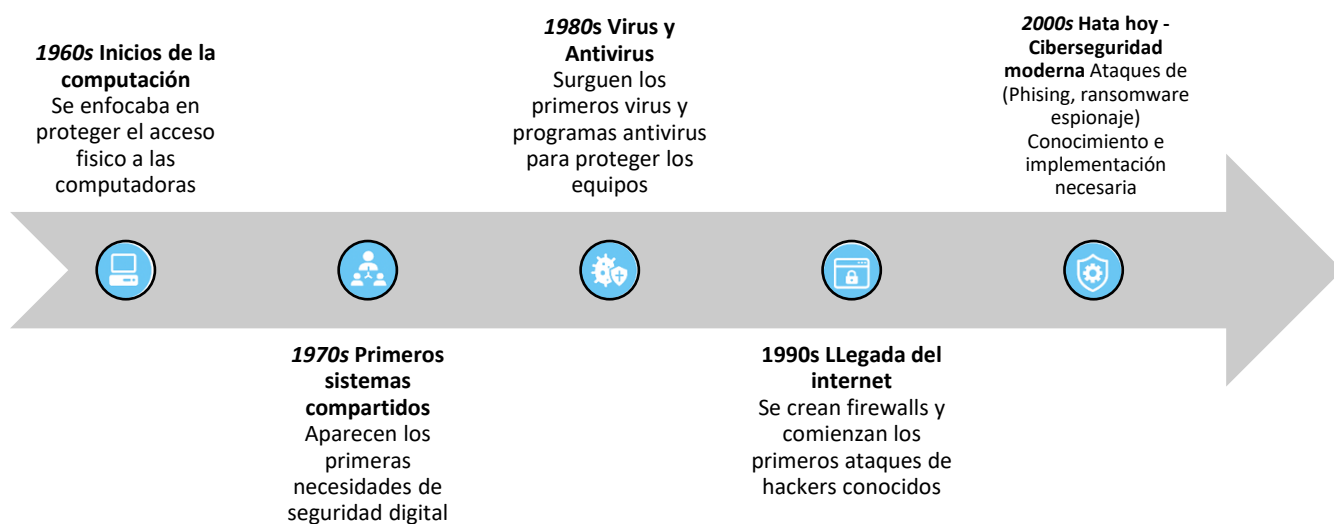 1960s Inicios de la
computación
Se enfocaba en
proteger el acceso
fisico a las
computadoras
1970s Primeros
sistemas
compartidos
Aparecen los
primeras
necesidades de
seguridad digital
1980s Virus y
Antivirus
Surguen los
primeros virus y
programas antivirus
para proteger los
equipos
1990s LLegada del
internet
Se crean firewalls y
comienzan los
primeros ataques de
hackers conocidos
2000s Hata hoy -
Ciberseguridad
moderna Ataques de
(Phising, ransomware
espionaje)
Conocimiento e
implementación
necesaria